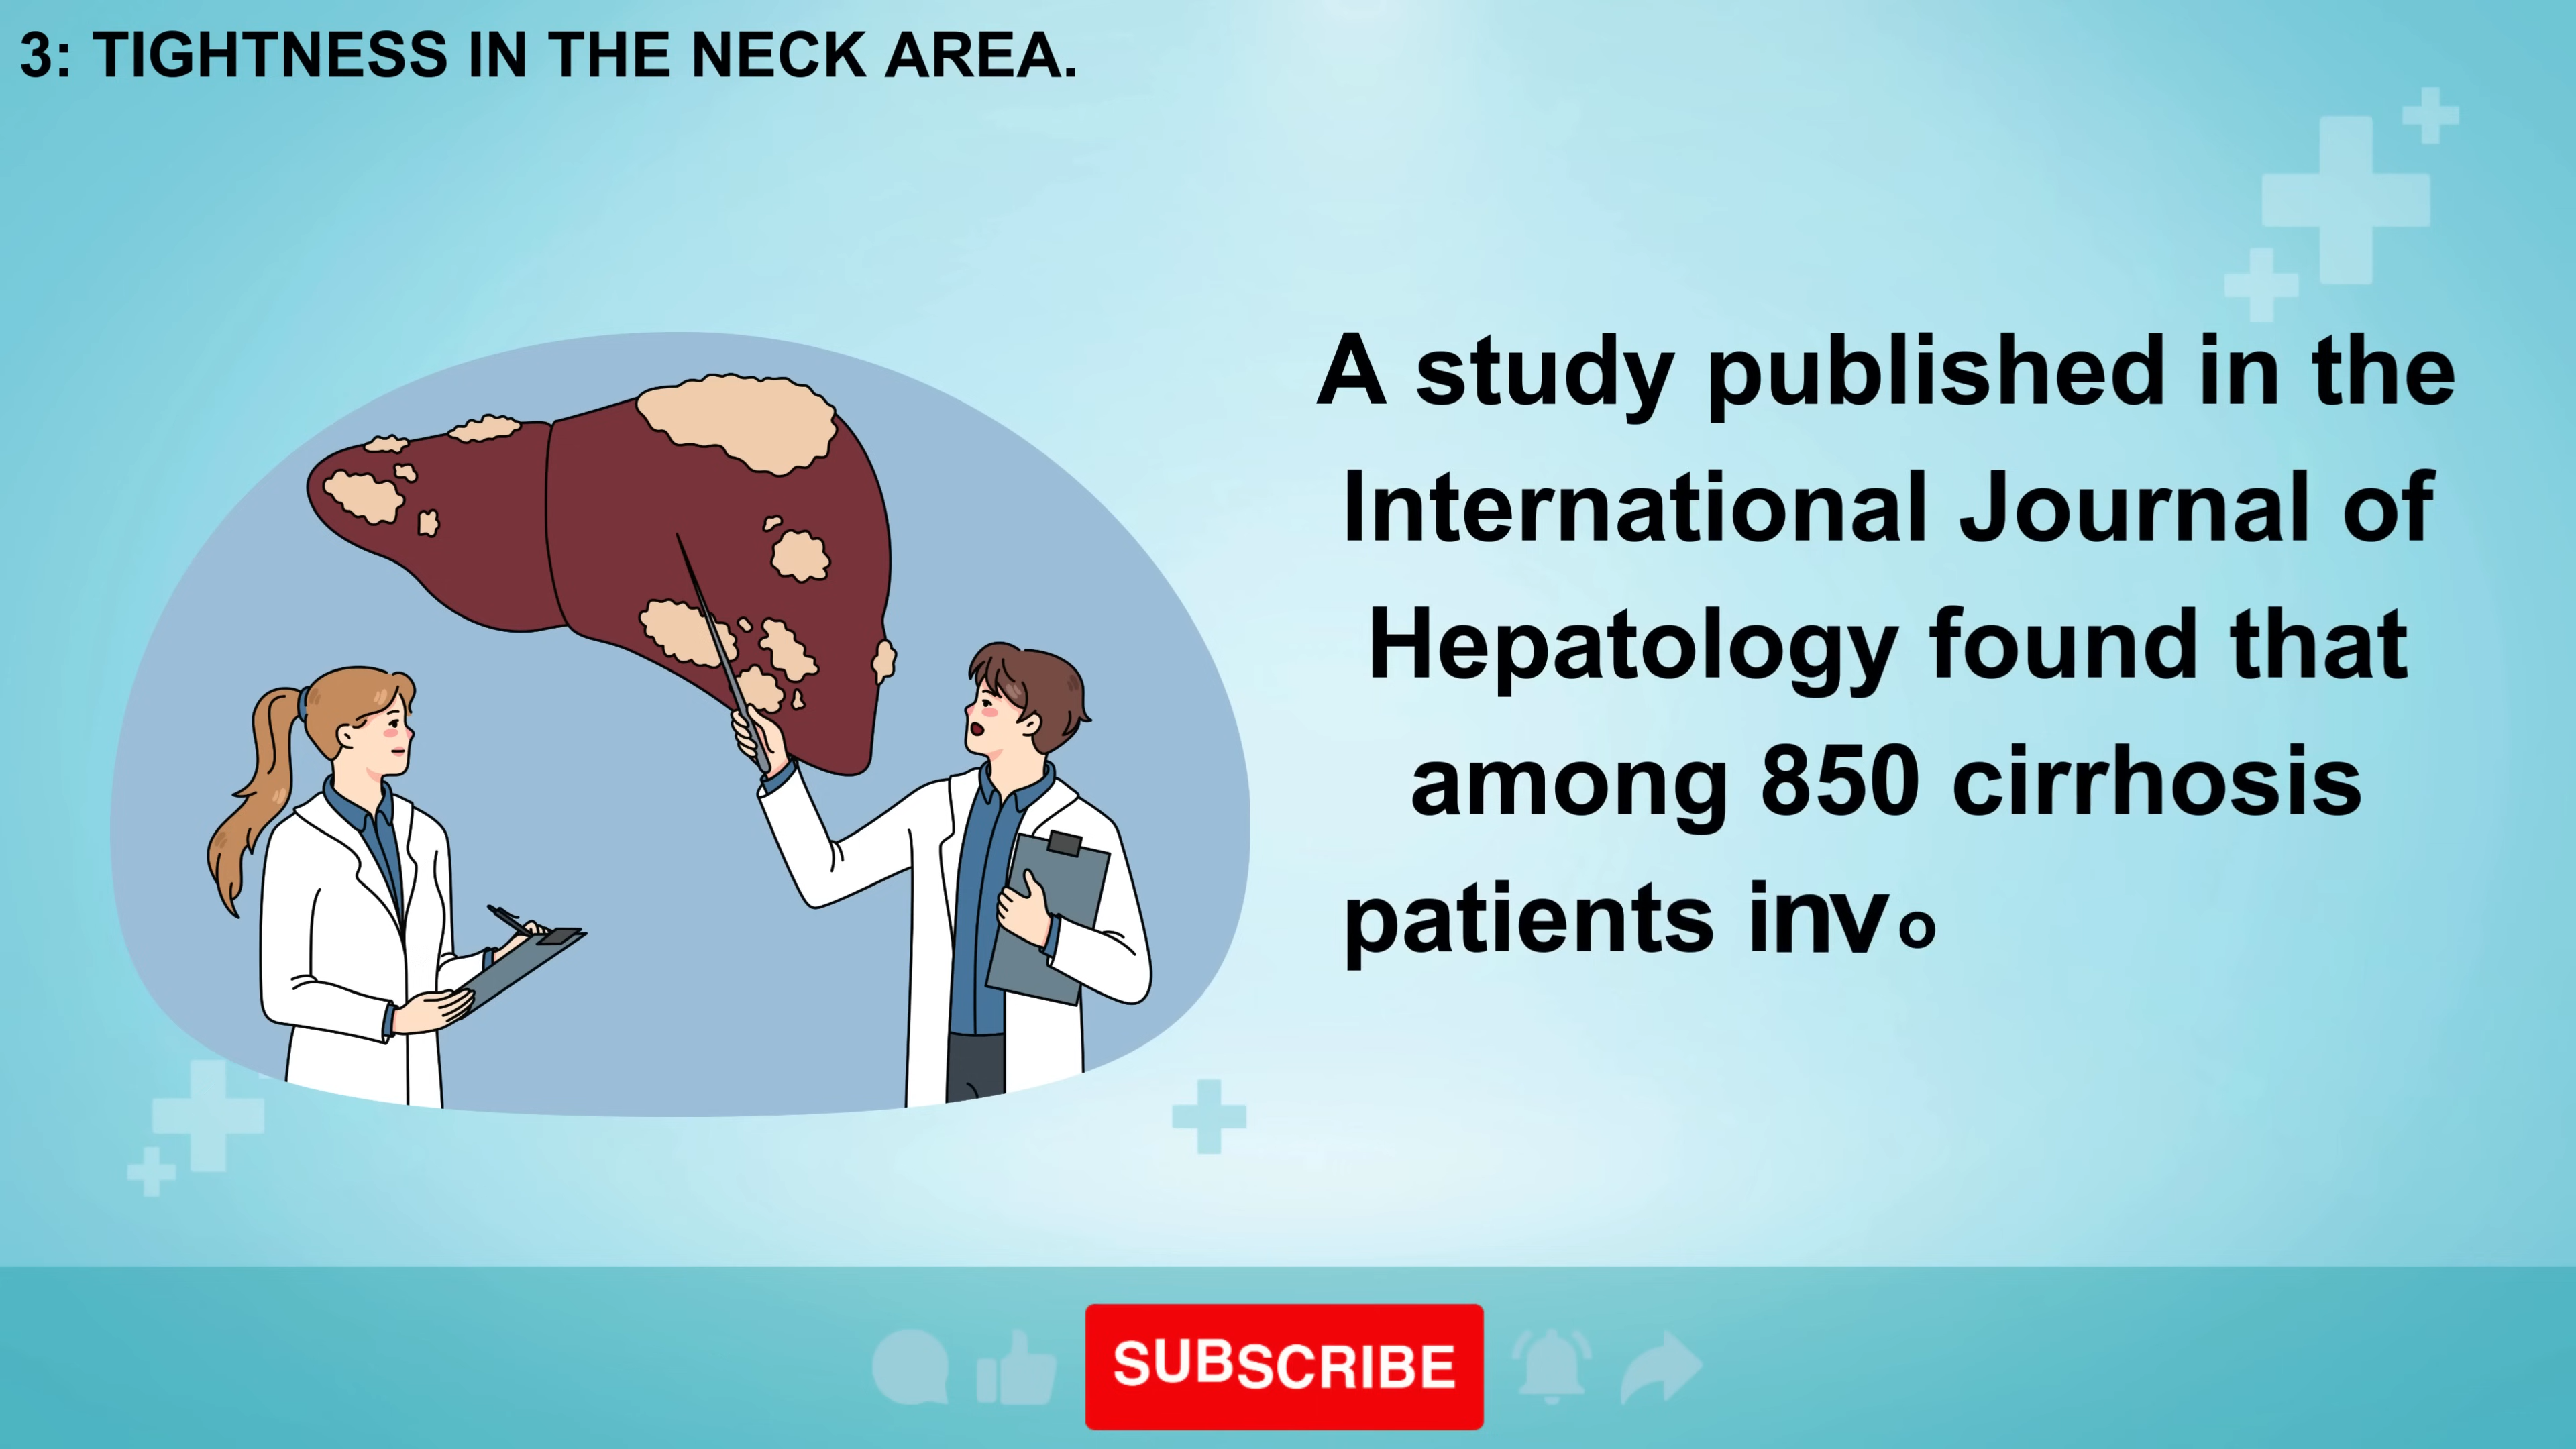 3: TIGHTNESS IN THE NECK AREA.
A study published in the
International Journal of
Hepatology found that
among 850 cirrhosis
patients invo
SUBSCRIBE